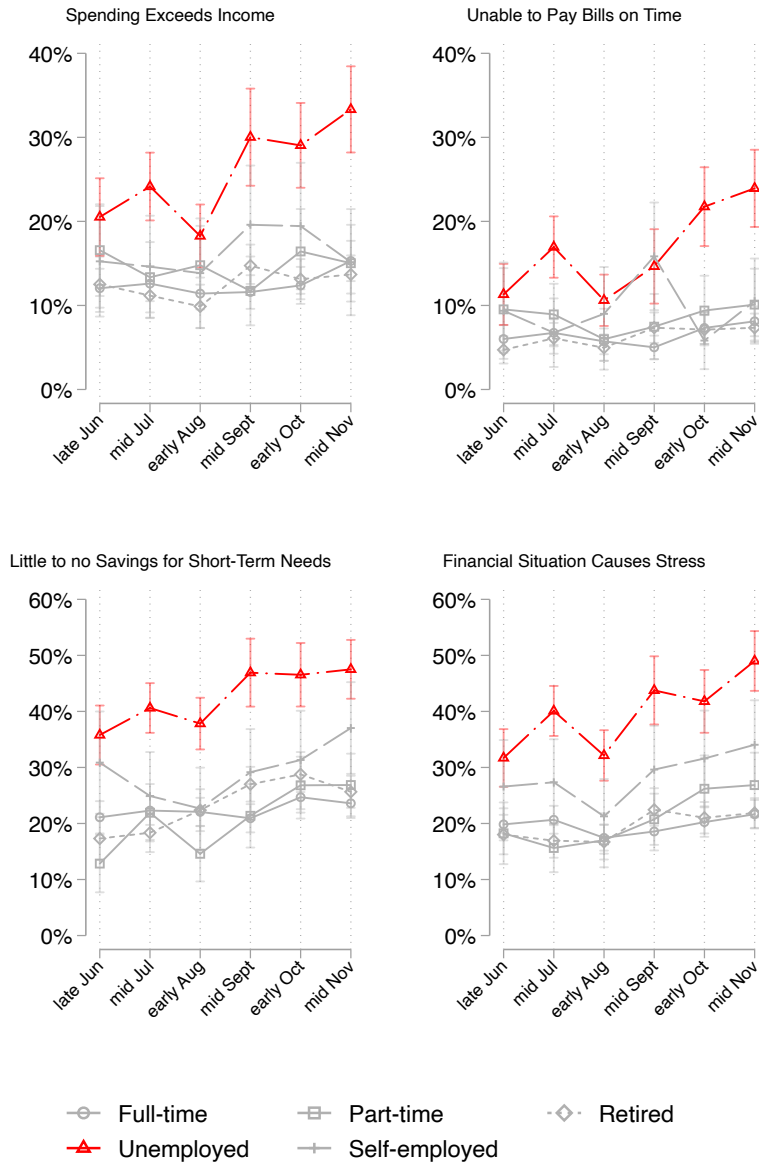 Spending Exceeds Income
40%
30%
20%
10%
0%
late Jun
mid Jul
early Aug
mid Sept
early Oct
mid Nov
Unable to Pay Bills on Time
40%
30%
20%
10%
0%
late Jun
mid Jul
early Aug
mid Sept
early Oct
mid Nov
Little to no Savings for Short-Term Needs
60%
50%
40%
30%
20%
10%
0%
late Jun
mid Jul
early Aug
mid Sept
early Oct
mid Nov
Financial Situation Causes Stress
60%
50%
40%
30%
20%
10%
0%
late Jun
mid Jul
early Aug
mid Sept
early Oct
mid Nov
Full-time
Part-time
Retired
Unemployed
Self-employed